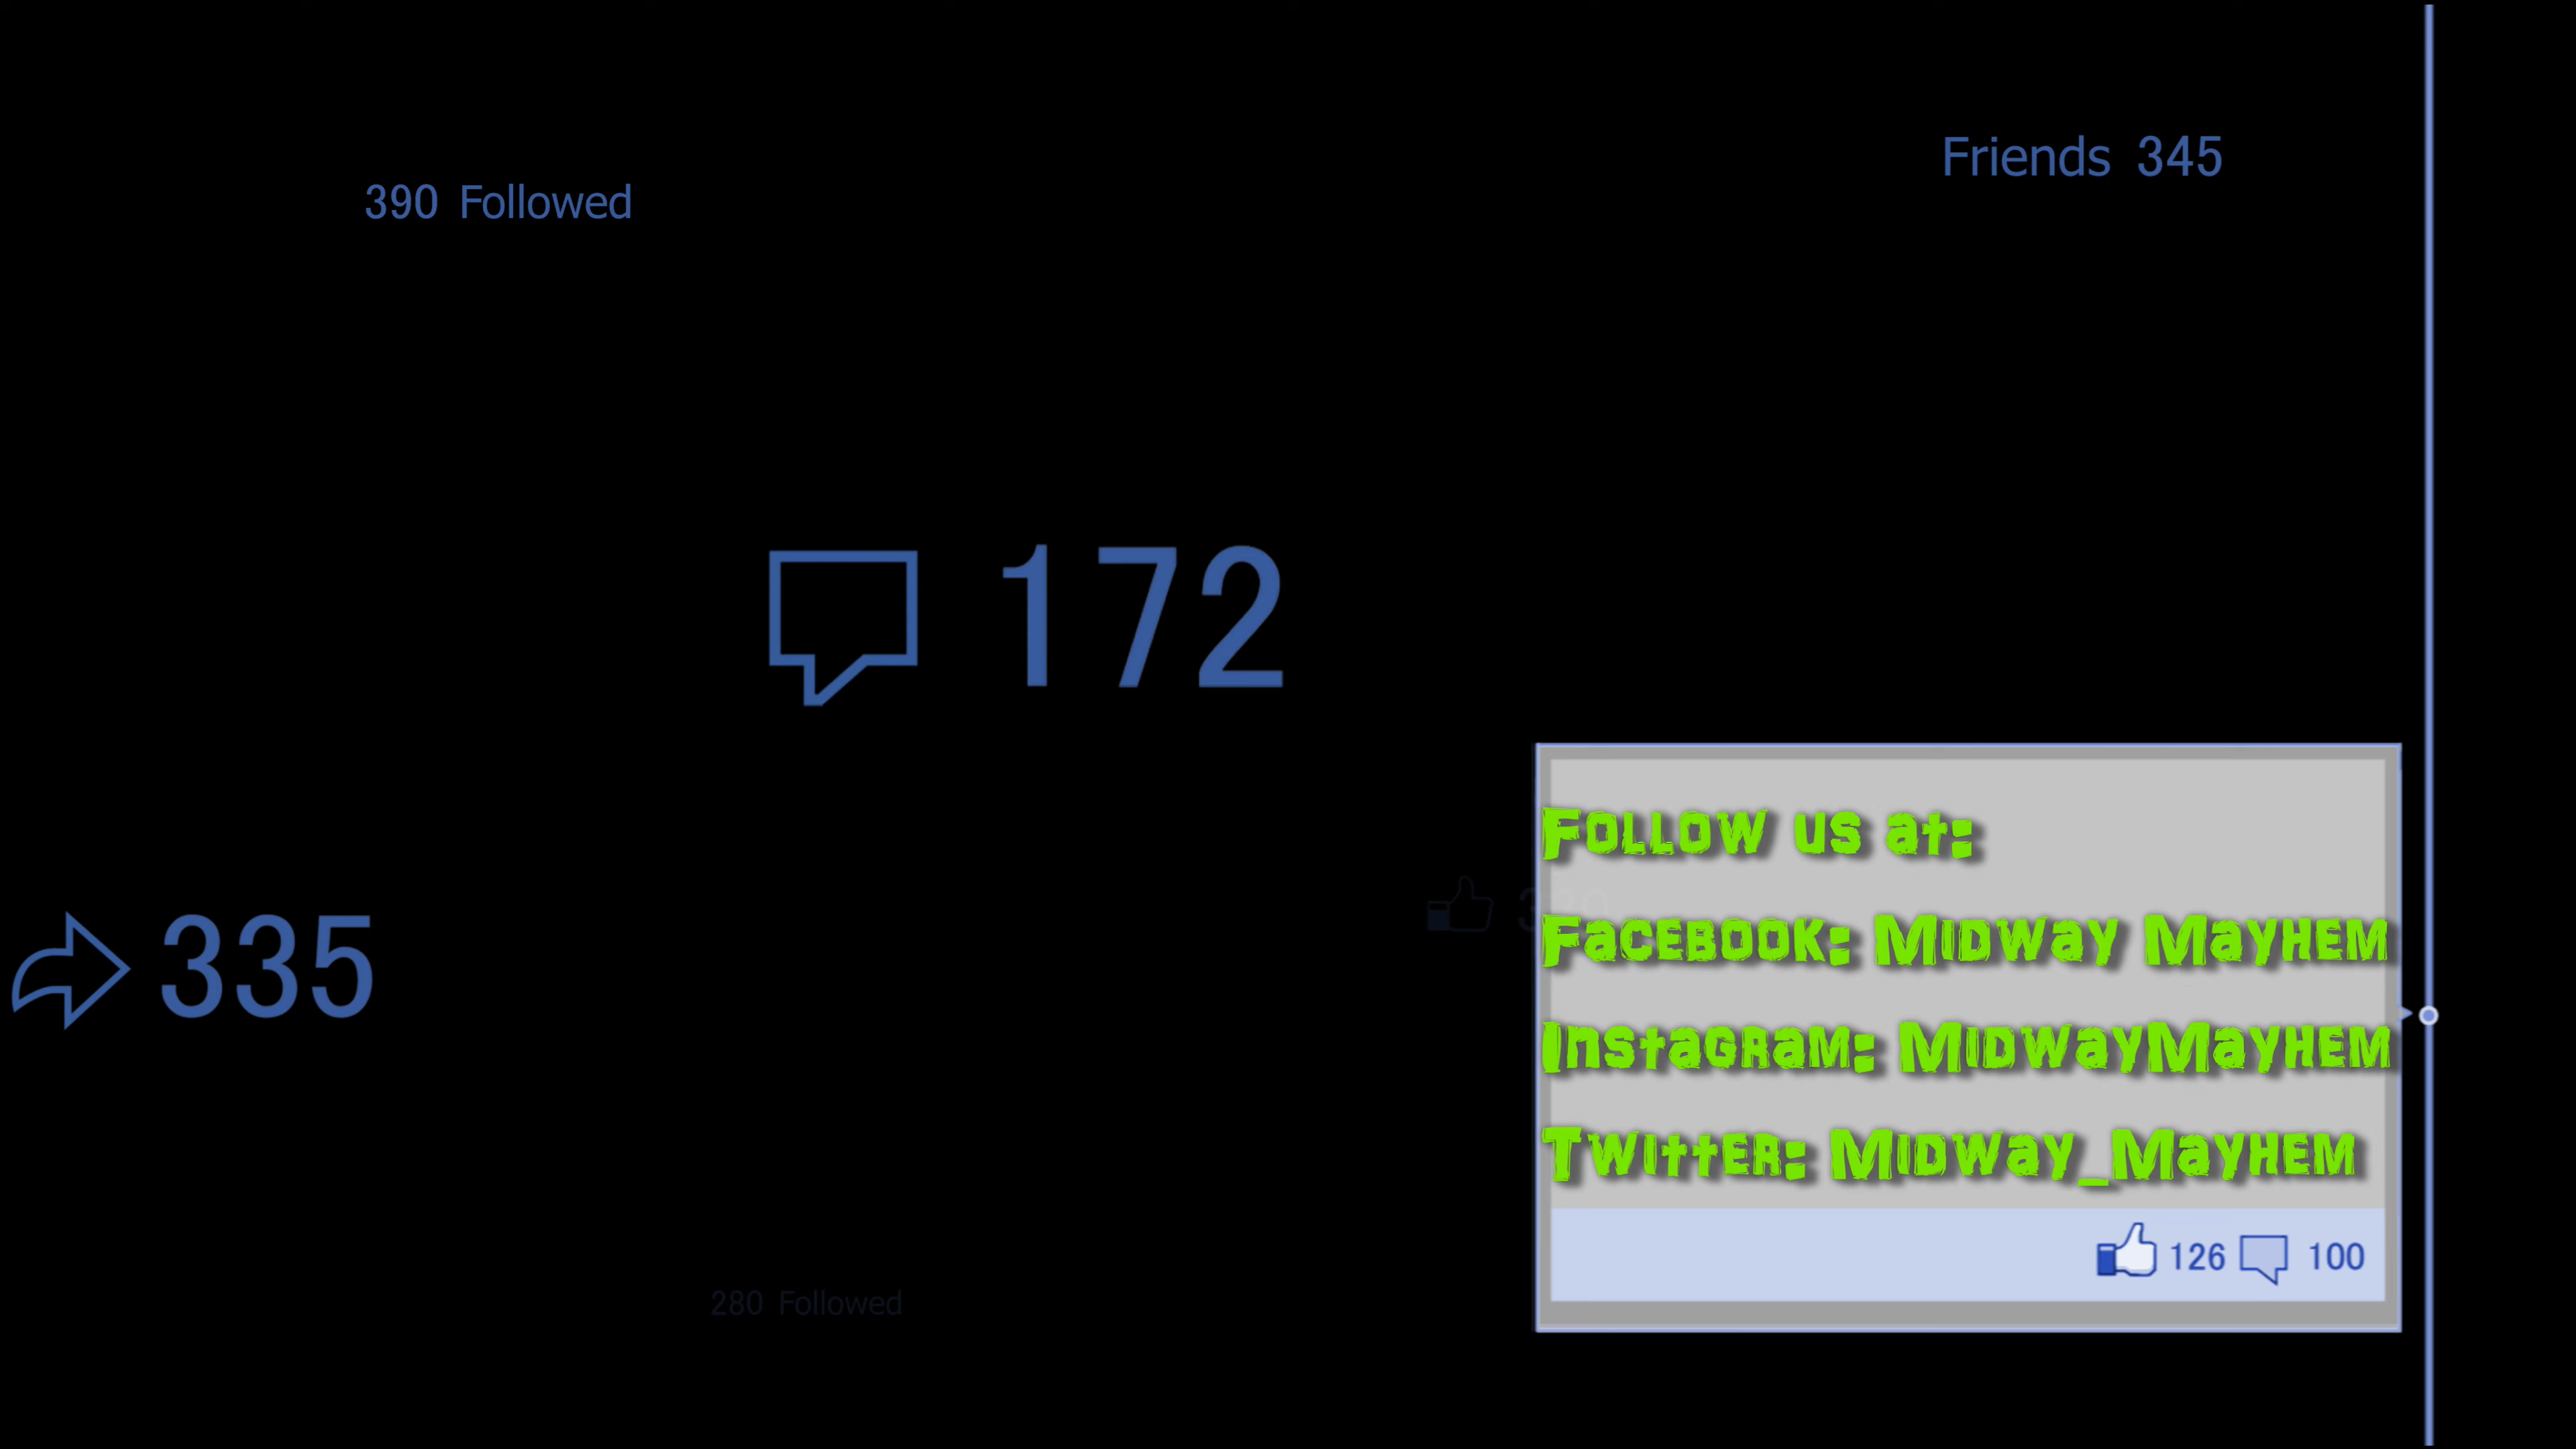 Friends 345
390 Followed
172
335
Follow us at:
Facebook: Midway Mayhem
Instagram: MidwayMayhem
Twitter: Midway_Mayhem
126 100
280 Followed